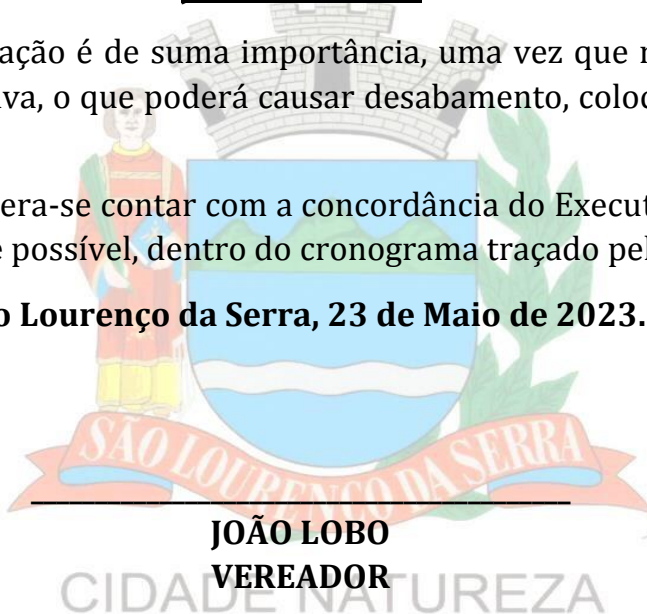 ação é de suma importância, uma vez que
va, o que poderá causar desabamento, coloc
era-se contar com a concordância do Execut
possível, dentro do cronograma traçado pel
o Lourenço da Serra, 23 de Maio de 2023.
SÃO LOURENÇO DA SERRA
JOÃO LOBO
VEREADOR
CIDADE NATUREZA